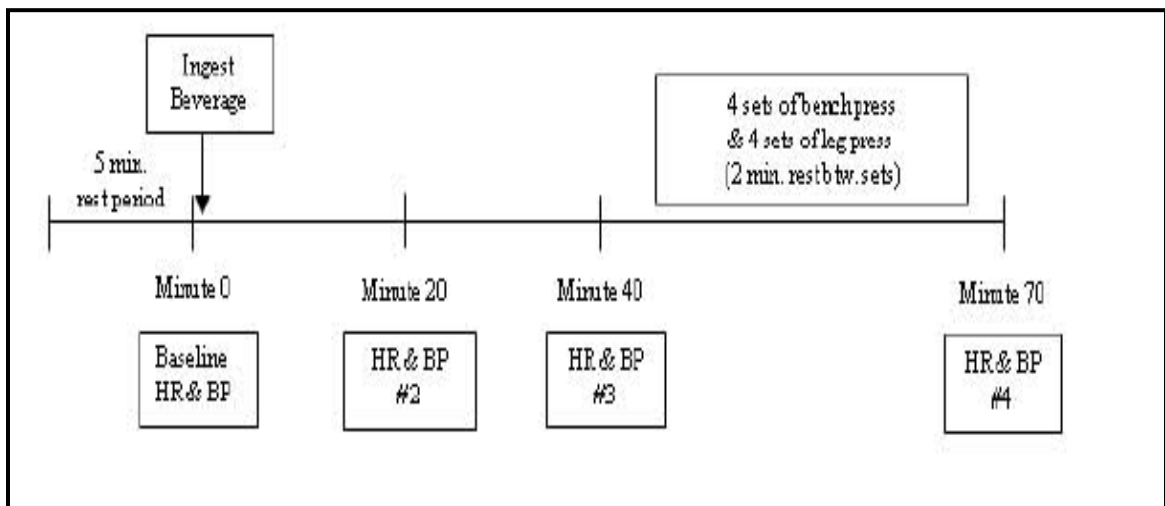 Ingest
Beverage
4 sets of bench press
& 4 sets of leg press
(2 min. rest btw. sets)
5 min.
rest period
Minute 0
Minute 20
Minute 40
Minute 70
Baseline
HR & BP
HR & BP
#2
HR & BP
#3
HR & BP
#4